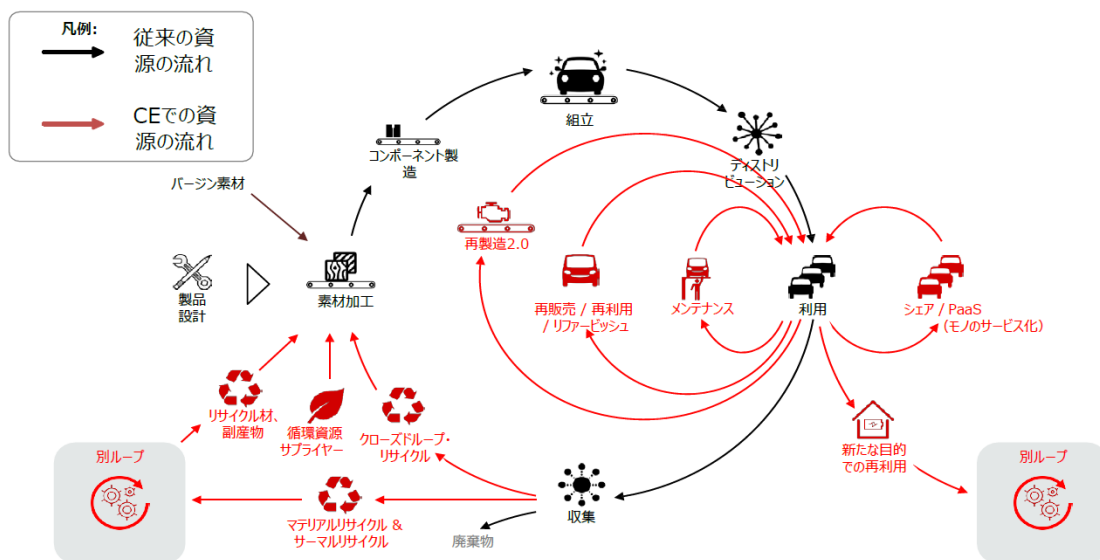 凡例:
従来の資
源の流れ
CEでの資
源の流れ
組立
コンポーネント製
造
ディストリ
ビューション
バージン素材
再製造2.0
製品
設計
素材加工
再販売 / 再利用
/ リファービッシュ
メンテナンス
利用
シェア / PaaS
(モノのサービス化)
リサイクル材、
副産物
循環資源
サプライヤー
クローズドループ・
リサイクル
新たな目的
での再利用
別ループ
別ループ
マテリアルリサイクル &
サーマルリサイクル
収集
廃棄物